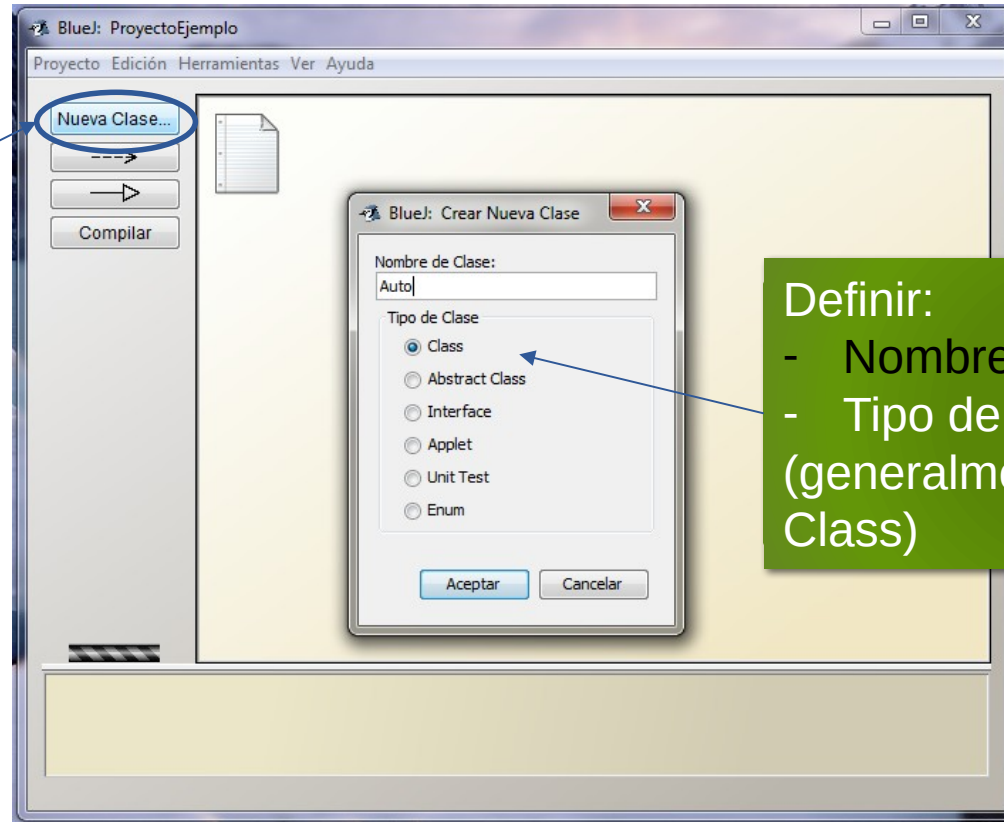 BlueJ: ProyectoEjemplo
Proyecto Edición Herramientas Ver Ayuda
Nueva Clase...
Compilar
BlueJ: Crear Nueva Clase
Nombre de Clase:
Auto
Tipo de Clase
Class
Abstract Class
Interface
Applet
Unit Test
Enum
Aceptar
Cancelar
Definir:
- Nombre
- Tipo de
(generalme
Class)